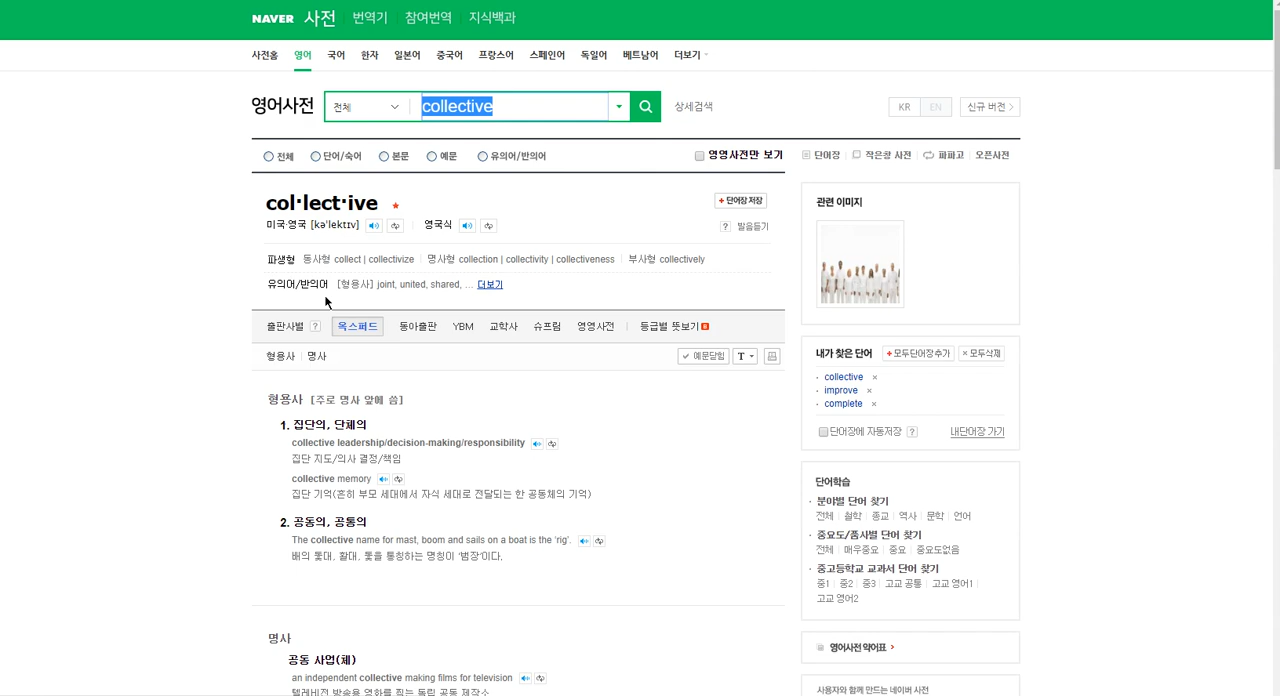 NAVER 사전 번역기 참여번역 지식백과
사전홈 영어 국어 한자 일본어 중국어 프랑스어 스페인어 독일어 베트남어 더보기
영어사전 전체 collective 상세검색 KR EN 신규 버전 >
전체 단어/숙어 본문 예문 유의어/반의어 영영사전만 보기 단어장 작은창 사전 파파고 오픈사전
col·lect·ive
+ 단어장 저장
미국·영국 [kəˈlektɪv] 영국식 ? 발음듣기
파생형 동사형 collect | collectivize 명사형 collection | collectivity | collectiveness 부사형 collectively
유의어/반의어 [형용사] joint, united, shared, ... 더보기
출판사별 ? 옥스퍼드 동아출판 YBM 교학사 슈프림 영영사전 등급별 뜻보기
형용사 명사 예문닫힘 T
형용사 [주로 명사 앞에 씀]
1. 집단의, 단체의
collective leadership/decision-making/responsibility
집단 지도/의사 결정/책임
collective memory
집단 기억(흔히 부모 세대에서 자식 세대로 전달되는 한 공동체의 기억)
2. 공동의, 공통의
The collective name for mast, boom and sails on a boat is the ‘rig’.
배의 돛대, 활대, 돛을 통칭하는 명칭이 ‘범장’이다.
명사
공동 사업(체)
an independent collective making films for television
텔레비전 방송용 영화를 찍는 독립 공동 제작소
관련 이미지
내가 찾은 단어 + 모두단어장추가 × 모두삭제
· collective ×
· improve ×
· complete ×
단어장에 자동저장 ? 내단어장 가기
단어학습
· 분야별 단어 찾기
전체 철학 종교 역사 문학 언어
· 중요도/품사별 단어 찾기
전체 매우중요 중요 중요도없음
· 중고등학교 교과서 단어 찾기
중1 중2 중3 고교 공통 고교 영어1
고교 영어2
영어사전 약어표
사용자와 함께 만드는 네이버 사전